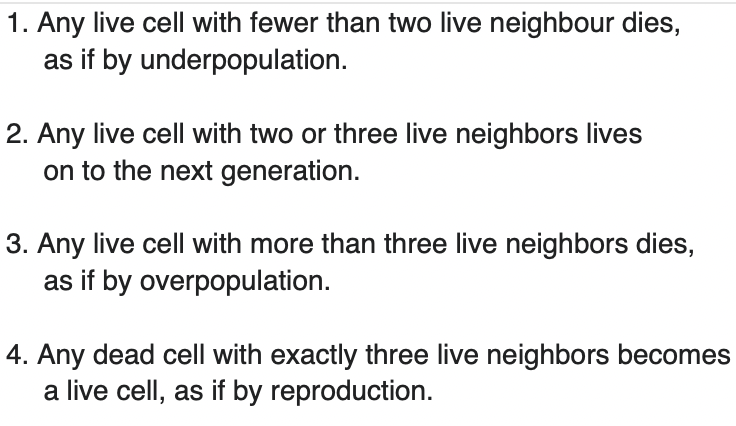 1. Any live cell with fewer than two live neighbour dies,
as if by underpopulation.
2. Any live cell with two or three live neighbors lives
on to the next generation.
3. Any live cell with more than three live neighbors dies,
as if by overpopulation.
4. Any dead cell with exactly three live neighbors becomes
a live cell, as if by reproduction.